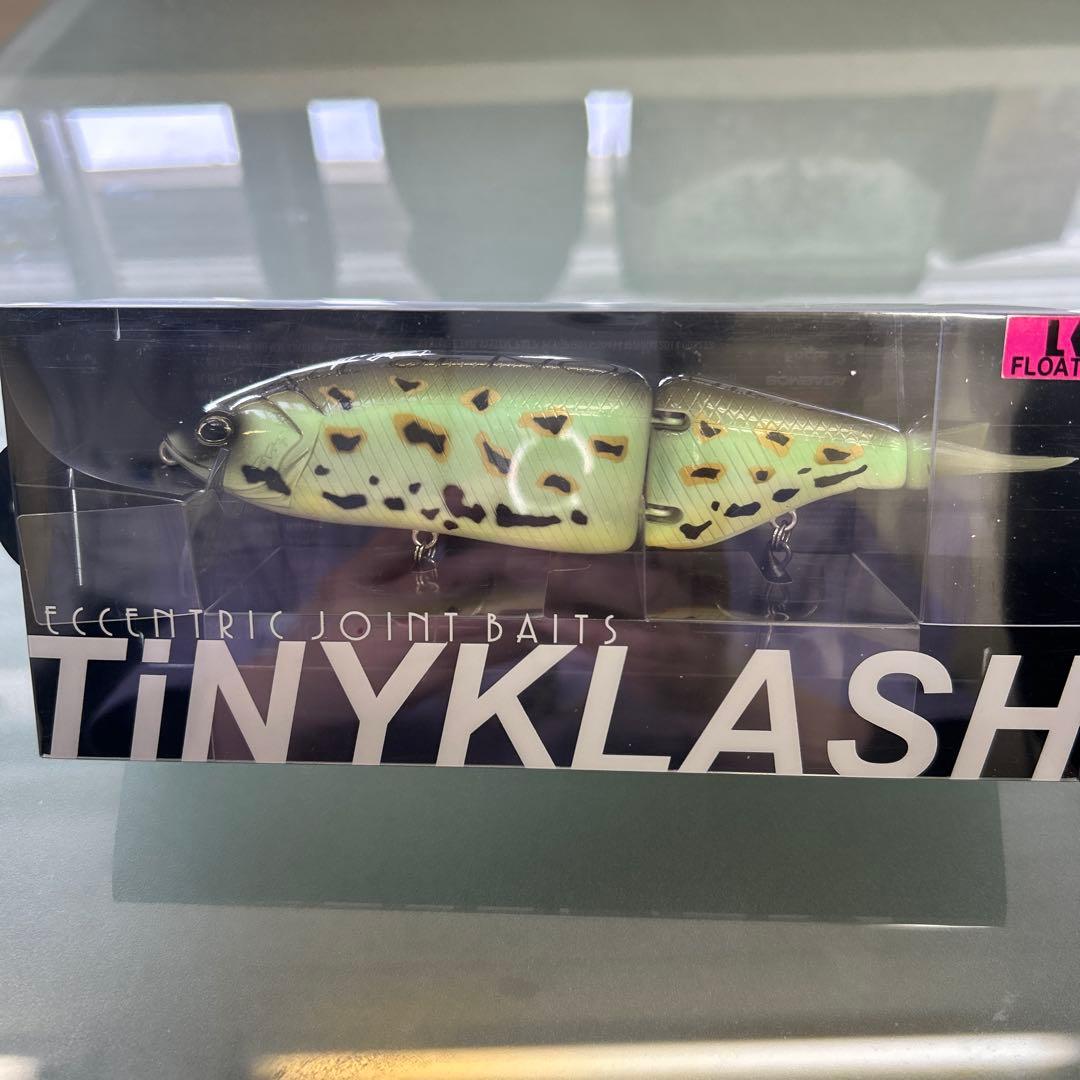 FLOAT
ECCENTRIC JOINT BAITS
TiNYKLASH